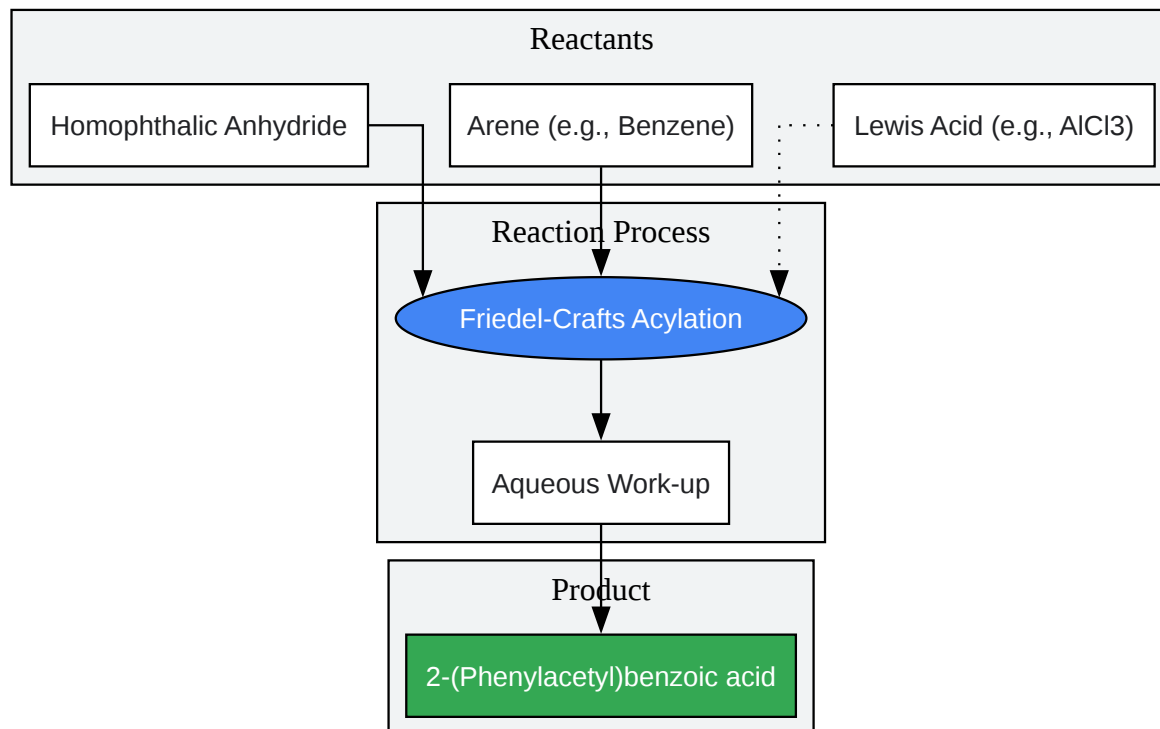 Reactants
Homophthalic Anhydride
Arene (e.g., Benzene)
Lewis Acid (e.g., AlCl3)
Reaction Process
Friedel-Crafts Acylation
Aqueous Work-up
Product
2-(Phenylacetyl)benzoic acid